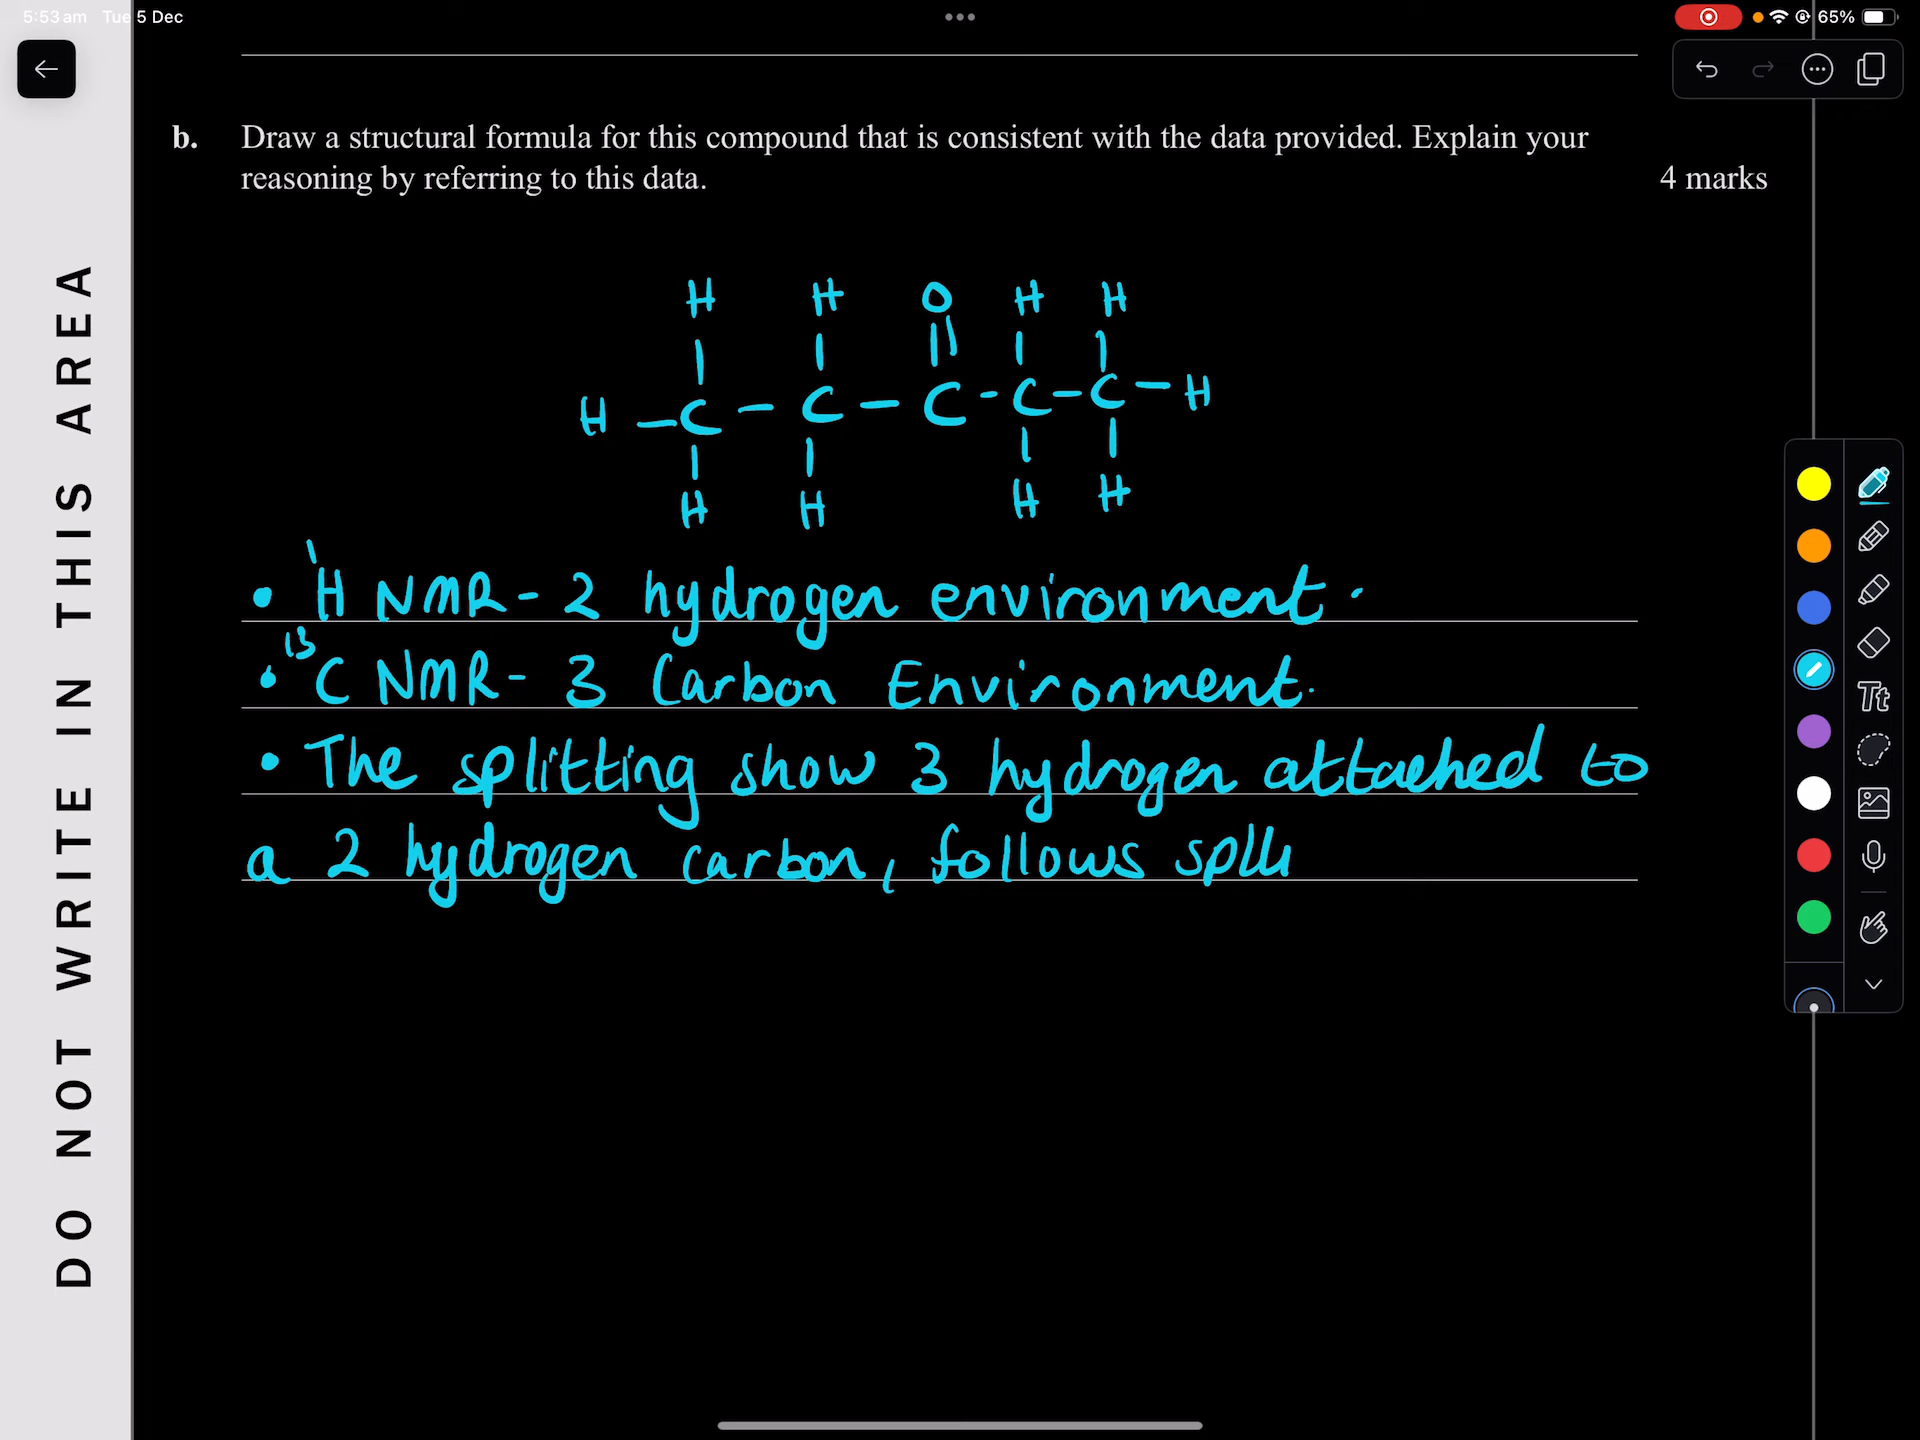 5:53 am Tue 5 Dec
65%
b. Draw a structural formula for this compound that is consistent with the data provided. Explain your
reasoning by referring to this data. 4 marks
H H O H H
H - C - C - C - C - C - H
H H H H
• ¹H NMR - 2 hydrogen environment.
• ¹³C NMR - 3 Carbon Environment.
• The splitting show 3 hydrogen attached to
a 2 hydrogen carbon, follows
DO NOT WRITE IN THIS AREA
Tt